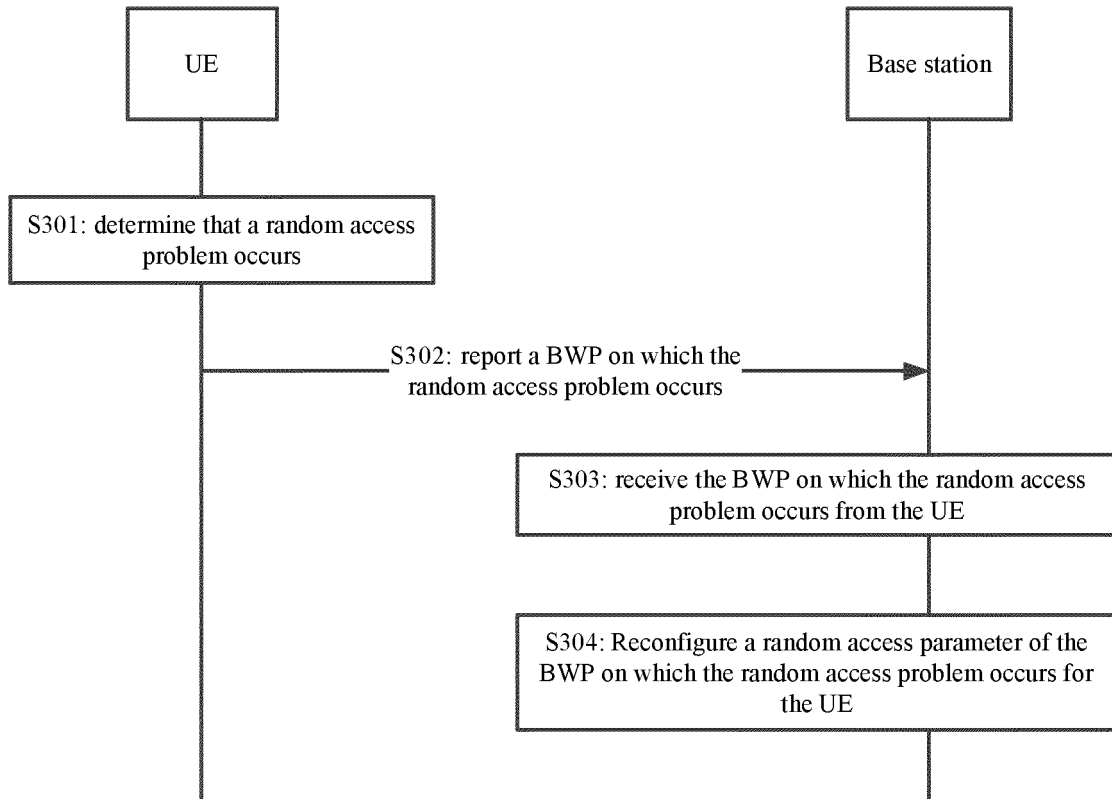 UE
Base station
S301: determine that a random access
problem occurs
S302: report a BWP on which the
random access problem occurs
S303: receive the BWP on which the random access
problem occurs from the UE
S304: Reconfigure a random access parameter of the
BWP on which the random access problem occurs for
the UE